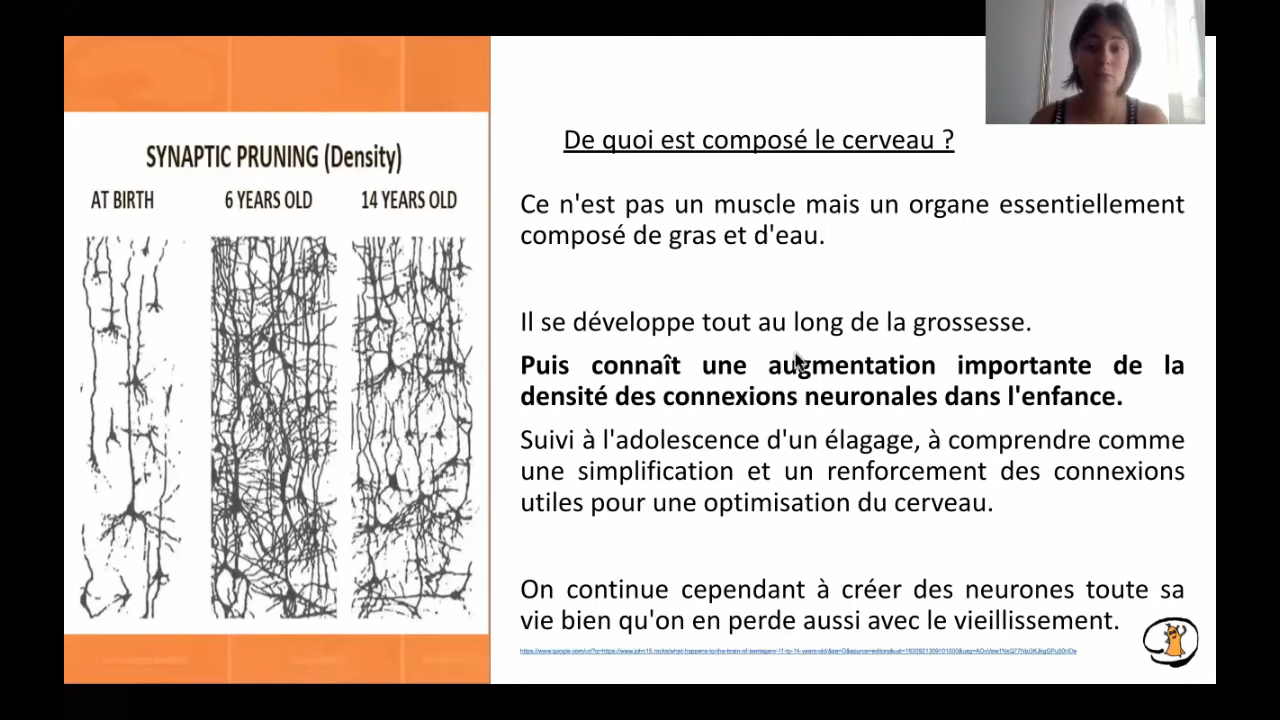 SYNAPTIC PRUNING (Density)
AT BIRTH
6 YEARS OLD
14 YEARS OLD
De quoi est composé le cerveau ?
Ce n'est pas un muscle mais un organe essentiellement
composé de gras et d'eau.
Il se développe tout au long de la grossesse.
Puis connaît une augmentation importante de la
densité des connexions neuronales dans l'enfance.
Suivi à l'adolescence d'un élagage, à comprendre comme
une simplification et un renforcement des connexions
utiles pour une optimisation du cerveau.
On continue cependant à créer des neurones toute sa
vie bien qu'on en perde aussi avec le vieillissement.